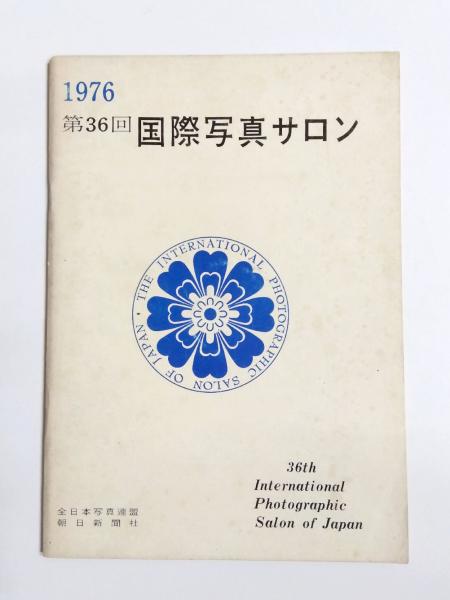 1976
第36回 国際写真サロン
THE INTERNATIONAL PHOTOGRAPHIC SALON OF JAPAN ·
36th
International
Photographic
Salon of Japan
全日本写真連盟
朝日新聞社